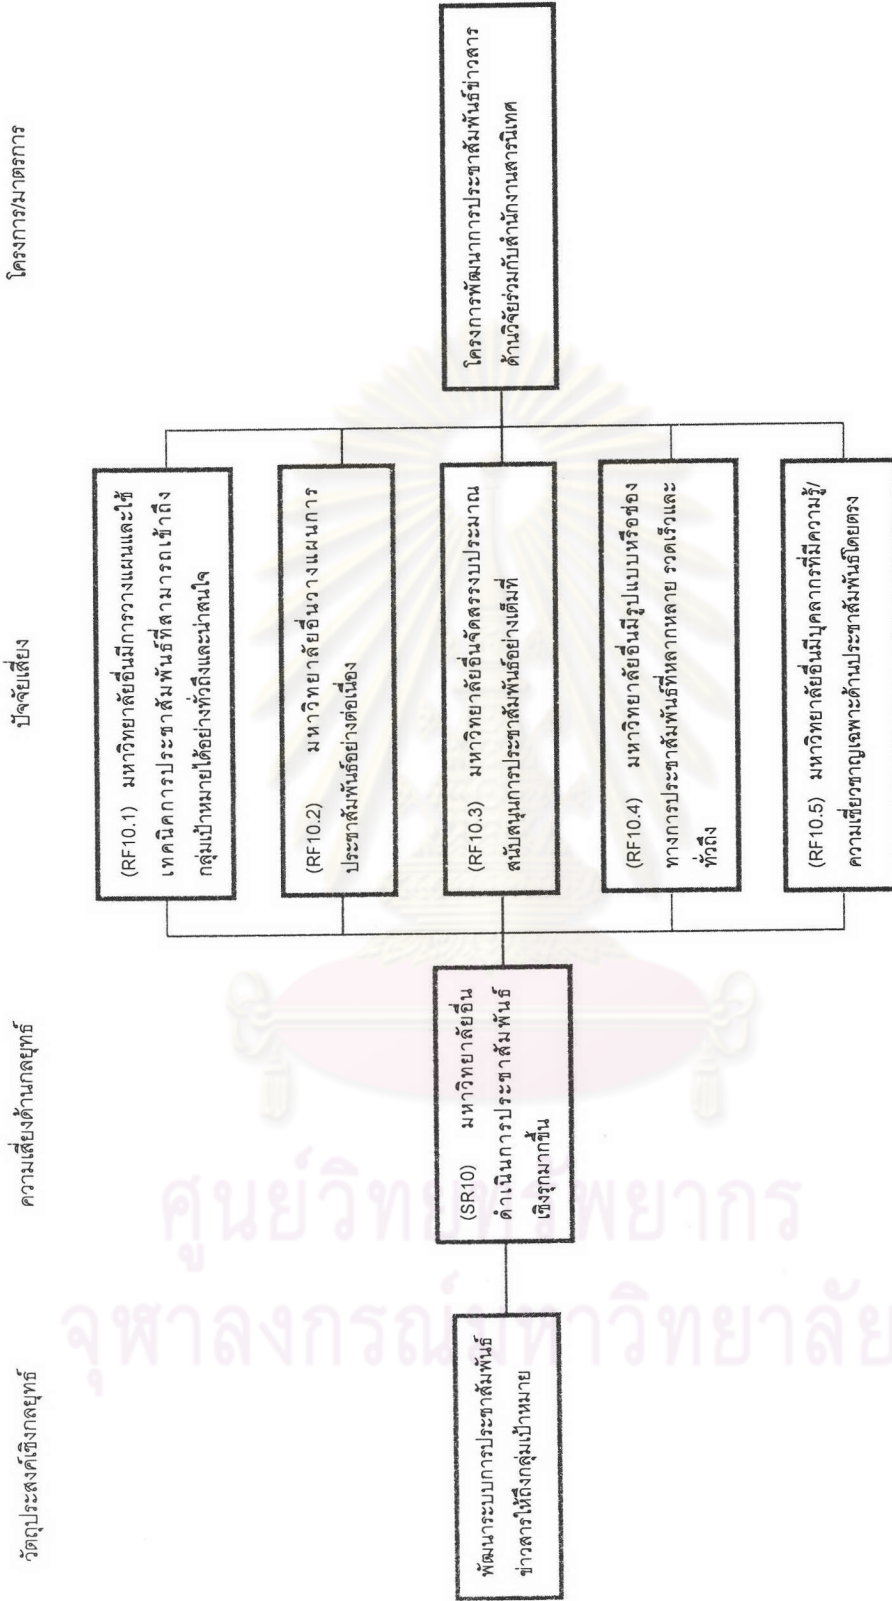 วัตถุประสงค์เชิงกลยุทธ์
ความเสี่ยงด้านกลยุทธ์
ปัจจัยเสี่ยง
โครงการ/มาตรการ
พัฒนาระบบการประชาสัมพันธ์
ข่าวสารให้ถึงกลุ่มเป้าหมาย
(SR10) มหาวิทยาลัยอื่น
ดำเนินการประชาสัมพันธ์
เชิงรุกมากขึ้น
(RF10.1) มหาวิทยาลัยอื่นมีการวางแผนและใช้
เทคนิคการประชาสัมพันธ์ที่สามารถเข้าถึง
กลุ่มเป้าหมายได้อย่างทั่วถึงและน่าสนใจ
(RF10.2) มหาวิทยาลัยอื่นวางแผนการ
ประชาสัมพันธ์อย่างต่อเนื่อง
(RF10.3) มหาวิทยาลัยอื่นจัดสรรงบประมาณ
สนับสนุนการประชาสัมพันธ์อย่างเต็มที่
(RF10.4) มหาวิทยาลัยอื่นมีรูปแบบหรือช่อง
ทางการประชาสัมพันธ์ที่หลากหลาย รวดเร็วและ
ทั่วถึง
(RF10.5) มหาวิทยาลัยอื่นมีบุคลากรที่มีความรู้/
ความเชี่ยวชาญเฉพาะด้านประชาสัมพันธ์โดยตรง
โครงการพัฒนาการประชาสัมพันธ์ข่าวสาร
ด้านวิจัยร่วมกับสำนักงานสารนิเทศ
ศูนย์วิทยทรัพยากร
จุฬาลงกรณ์มหาวิทยาลัย